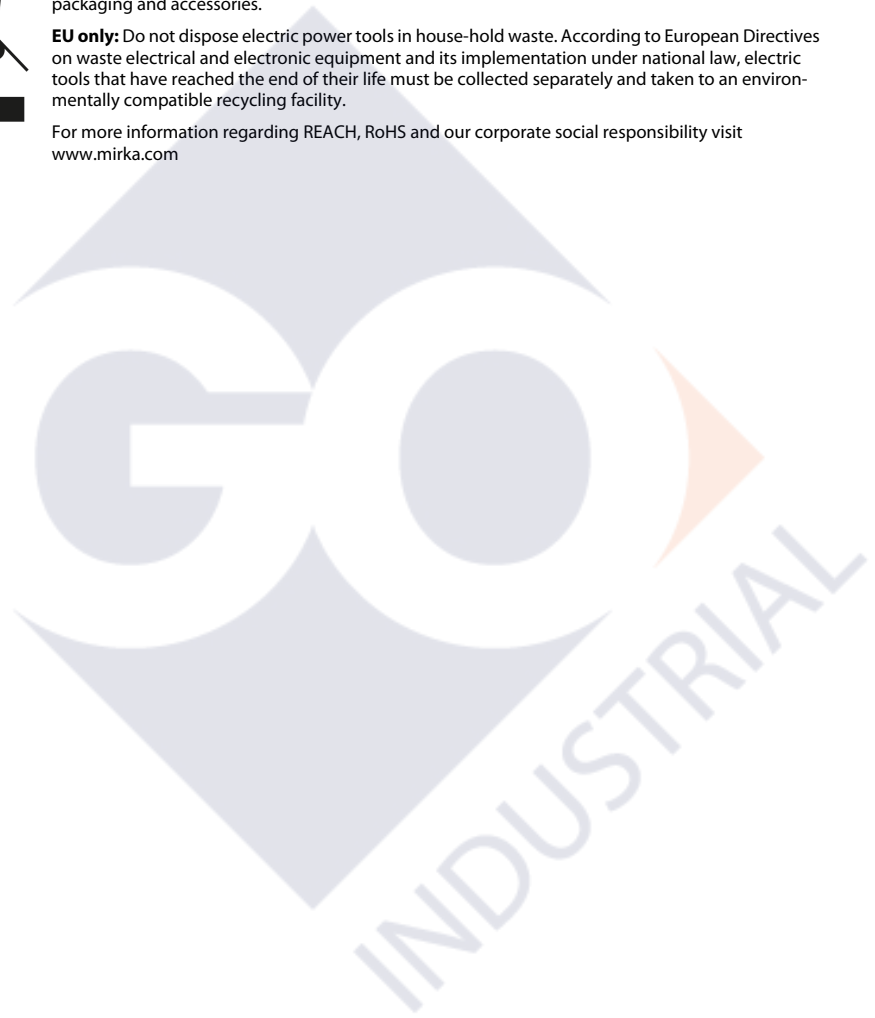 packaging and accessories.
EU only: Do not dispose electric power tools in house-hold waste. According to European Directives
on waste electrical and electronic equipment and its implementation under national law, electric
tools that have reached the end of their life must be collected separately and taken to an environ-
mentally compatible recycling facility.
For more information regarding REACH, RoHS and our corporate social responsibility visit
www.mirka.com
GO
INDUSTRIAL